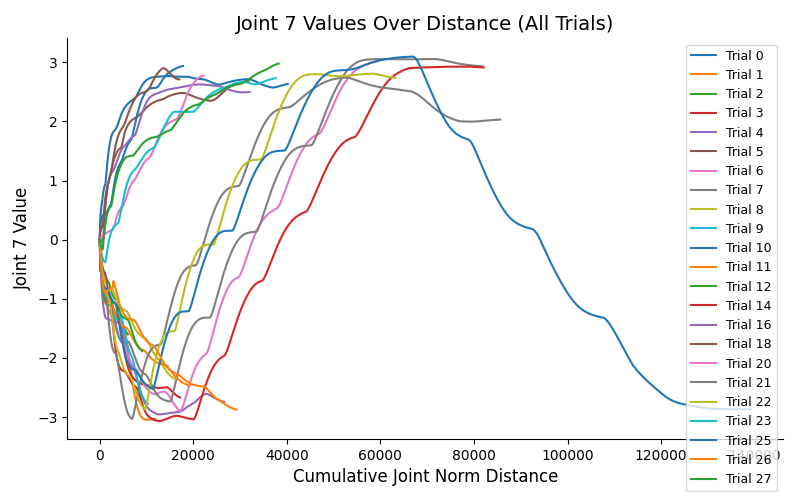 Joint 7 Values Over Distance (All Trials)
Joint 7 Value
3
2
1
0
−1
−2
−3
0
20000
40000
60000
80000
100000
120000
140000
Cumulative Joint Norm Distance
Trial 0
Trial 1
Trial 2
Trial 3
Trial 4
Trial 5
Trial 6
Trial 7
Trial 8
Trial 9
Trial 10
Trial 11
Trial 12
Trial 14
Trial 16
Trial 18
Trial 20
Trial 21
Trial 22
Trial 23
Trial 25
Trial 26
Trial 27